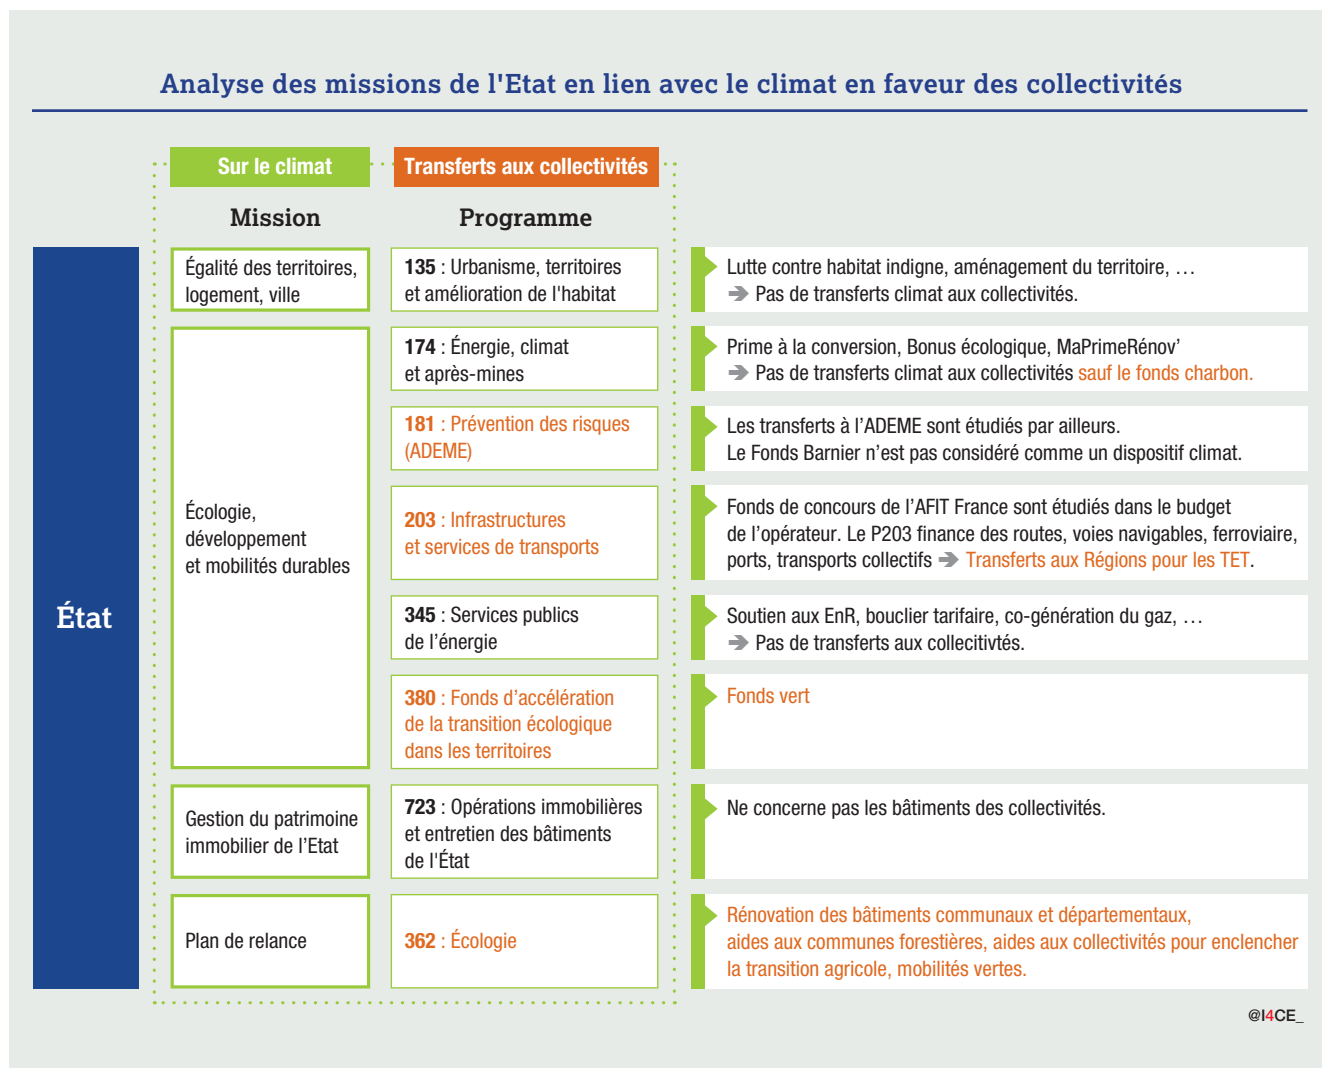 Analyse des missions de l'Etat en lien avec le climat en faveur des collectivités
Sur le climat
Transferts aux collectivités
Mission
Programme
État
Égalité des territoires,
logement, ville
135 : Urbanisme, territoires
et amélioration de l'habitat
Lutte contre habitat indigne, aménagement du territoire, …
➔ Pas de transferts climat aux collectivités.
Écologie,
développement
et mobilités durables
174 : Énergie, climat
et après-mines
Prime à la conversion, Bonus écologique, MaPrimeRénov’
➔ Pas de transferts climat aux collectivités sauf le fonds charbon.
181 : Prévention des risques
(ADEME)
Les transferts à l’ADEME sont étudiés par ailleurs.
Le Fonds Barnier n’est pas considéré comme un dispositif climat.
203 : Infrastructures
et services de transports
Fonds de concours de l’AFIT France sont étudiés dans le budget
de l’opérateur. Le P203 finance des routes, voies navigables, ferroviaire,
ports, transports collectifs ➔ Transferts aux Régions pour les TET.
345 : Services publics
de l’énergie
Soutien aux EnR, bouclier tarifaire, co-génération du gaz, …
➔ Pas de transferts aux collecitivtés.
380 : Fonds d’accélération
de la transition écologique
dans les territoires
Fonds vert
Gestion du patrimoine
immobilier de l’Etat
723 : Opérations immobilières
et entretien des bâtiments
de l'État
Ne concerne pas les bâtiments des collectivités.
Plan de relance
362 : Écologie
Rénovation des bâtiments communaux et départementaux,
aides aux communes forestières, aides aux collectivités pour enclencher
la transition agricole, mobilités vertes.
@I4CE_